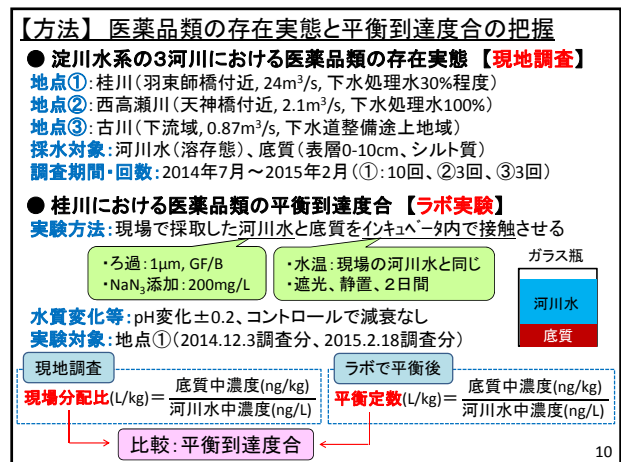 【方法】 医薬品類の存在実態と平衡到達度合の把握
● 淀川水系の3河川における医薬品類の存在実態 【現地調査】
地点①：桂川（羽束師橋付近, 24m³/s, 下水処理水30%程度）
地点②：西高瀬川（天神橋付近, 2.1m³/s, 下水処理水100%）
地点③：古川（下流域, 0.87m³/s, 下水道整備途上地域）
採水対象：河川水（溶存態）、底質（表層0-10cm、シルト質）
調査期間・回数：2014年7月～2015年2月（①：10回、②3回、③3回）
● 桂川における医薬品類の平衡到達度合 【ラボ実験】
実験方法：現場で採取した河川水と底質をインキュベータ内で接触させる
・ろ過：1μm, GF/B
・NaN₃添加：200mg/L
・水温：現場の河川水と同じ
・遮光、静置、２日間
ガラス瓶
河川水
底質
水質変化等：pH変化±0.2、コントロールで減衰なし
実験対象：地点①（2014.12.3調査分、2015.2.18調査分）
現地調査
現場分配比(L/kg)＝ 底質中濃度(ng/kg)
河川水中濃度(ng/L)
ラボで平衡後
平衡定数(L/kg)＝ 底質中濃度(ng/kg)
河川水中濃度(ng/L)
比較：平衡到達度合
10